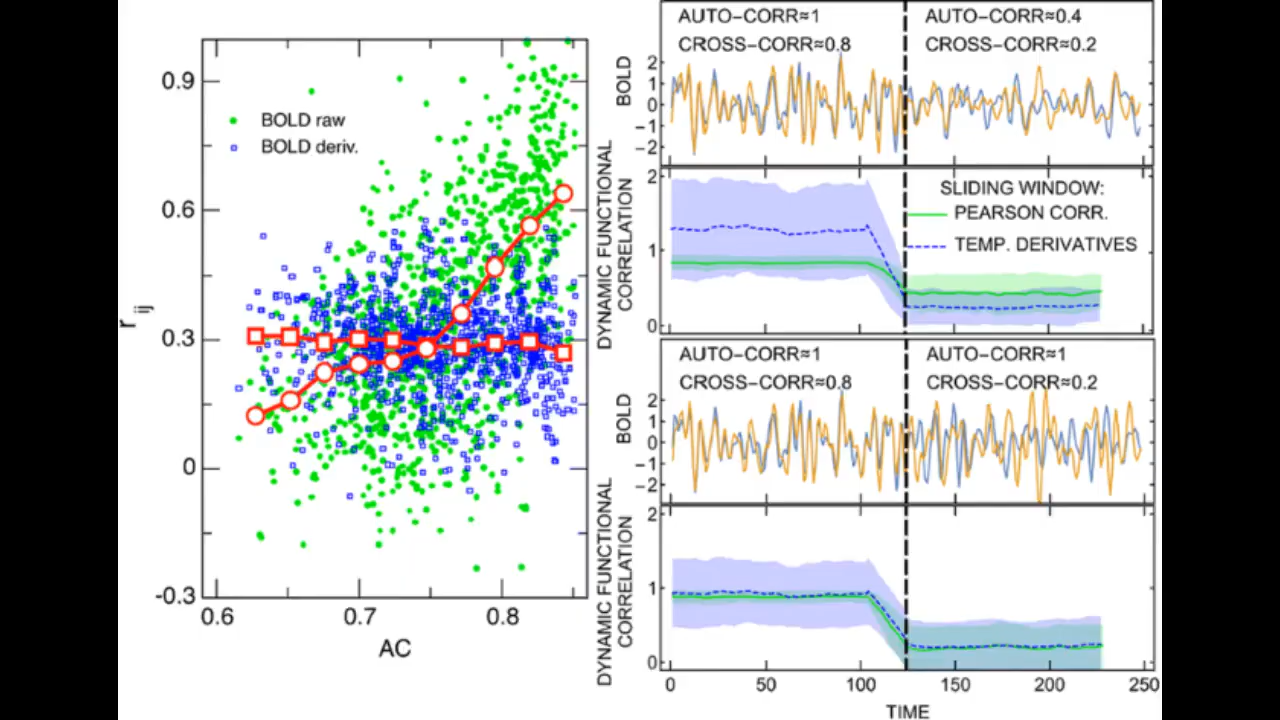 0.9
0.6
0.3
0
-0.3
r ij
BOLD raw
BOLD deriv.
0.6
0.7
0.8
AC
AUTO-CORR≈1
CROSS-CORR≈0.8
AUTO-CORR≈0.4
CROSS-CORR≈0.2
BOLD
2
1
0
−1
−2
DYNAMIC FUNCTIONAL
CORRELATION
2
1
0
SLIDING WINDOW:
PEARSON CORR.
TEMP. DERIVATIVES
AUTO-CORR≈1
CROSS-CORR≈0.8
AUTO-CORR≈1
CROSS-CORR≈0.2
BOLD
2
1
0
−1
−2
DYNAMIC FUNCTIONAL
CORRELATION
2
1
0
0
50
100
150
200
250
TIME